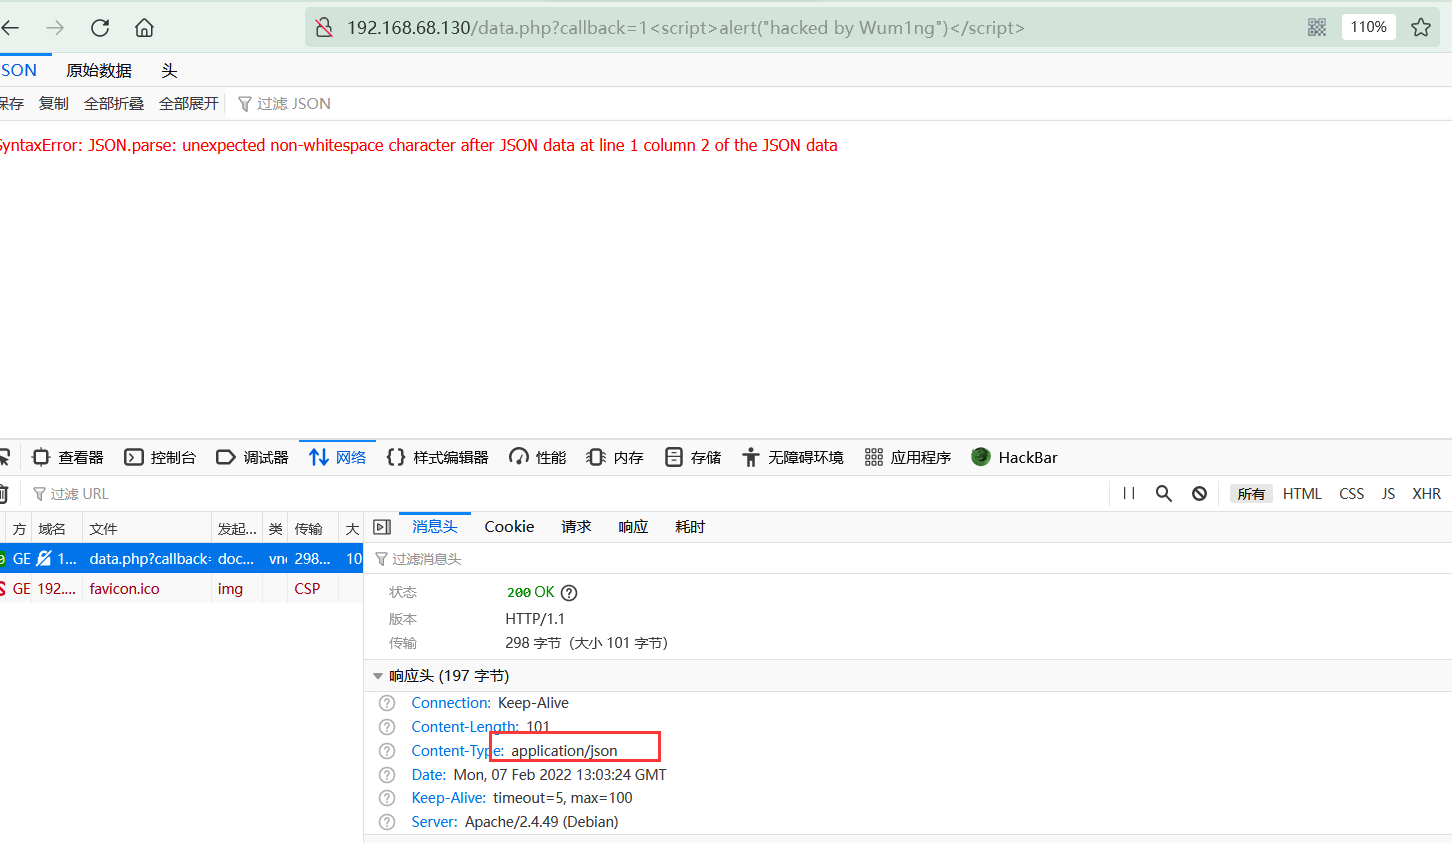 192.168.68.130/data.php?callback=1<script>alert("hacked by Wum1ng")</script> 110%
SON 原始数据 头
保存 复制 全部折叠 全部展开 过滤 JSON
SyntaxError: JSON.parse: unexpected non-whitespace character after JSON data at line 1 column 2 of the JSON data
查看器 控制台 调试器 网络 样式编辑器 性能 内存 存储 无障碍环境 应用程序 HackBar
过滤 URL 所有 HTML CSS JS XHR
方 域名 文件 发起... 类 传输 大 消息头 Cookie 请求 响应 耗时
0 GE 1... data.php?callback= doc... vn 298... 10 过滤消息头
GE 192.... favicon.ico img CSP
状态 200 OK
版本 HTTP/1.1
传输 298 字节（大小 101 字节）
响应头 (197 字节)
Connection: Keep-Alive
Content-Length: 101
Content-Type: application/json
Date: Mon, 07 Feb 2022 13:03:24 GMT
Keep-Alive: timeout=5, max=100
Server: Apache/2.4.49 (Debian)